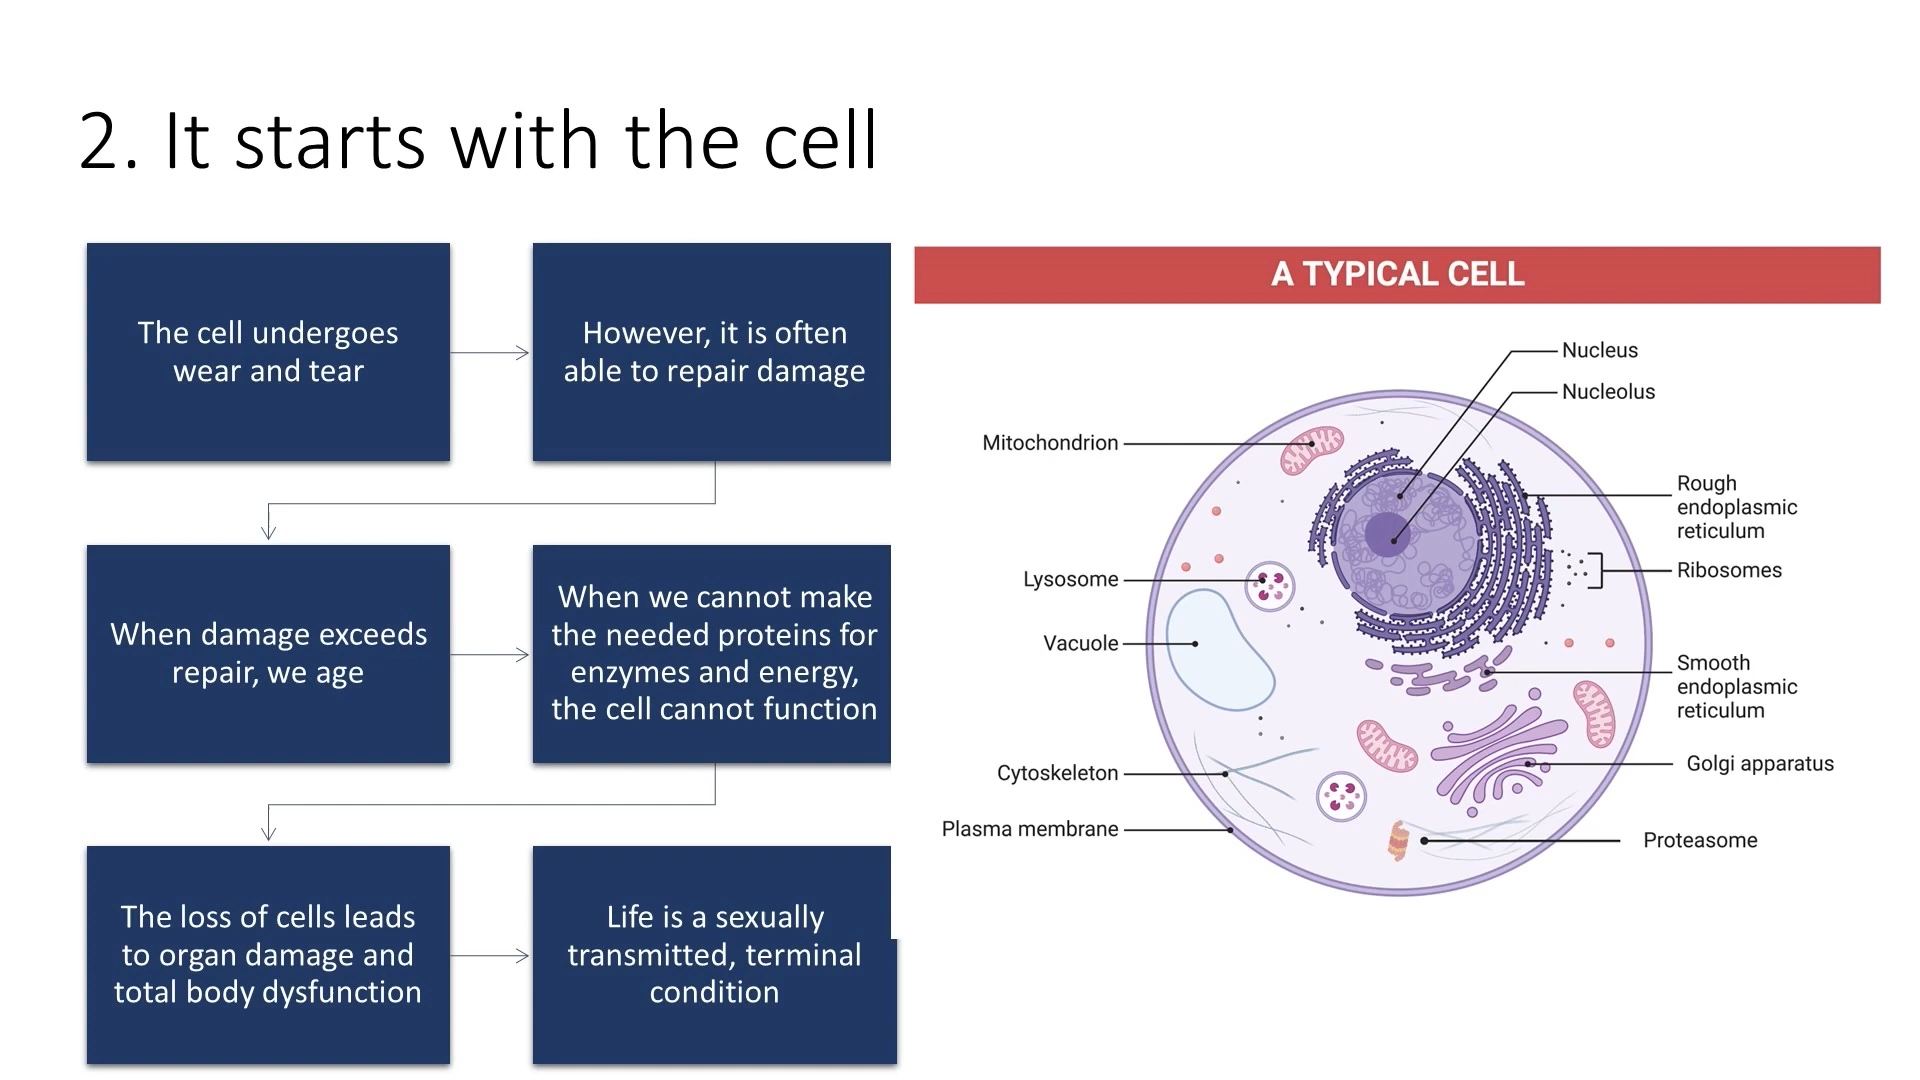 2. It starts with the cell
The cell undergoes
wear and tear
However, it is often
able to repair damage
When damage exceeds
repair, we age
When we cannot make
the needed proteins for
enzymes and energy,
the cell cannot function
The loss of cells leads
to organ damage and
total body dysfunction
Life is a sexually
transmitted, terminal
condition
A TYPICAL CELL
Nucleus
Nucleolus
Mitochondrion
Rough
endoplasmic
reticulum
Ribosomes
Lysosome
Vacuole
Smooth
endoplasmic
reticulum
Golgi apparatus
Cytoskeleton
Plasma membrane
Proteasome